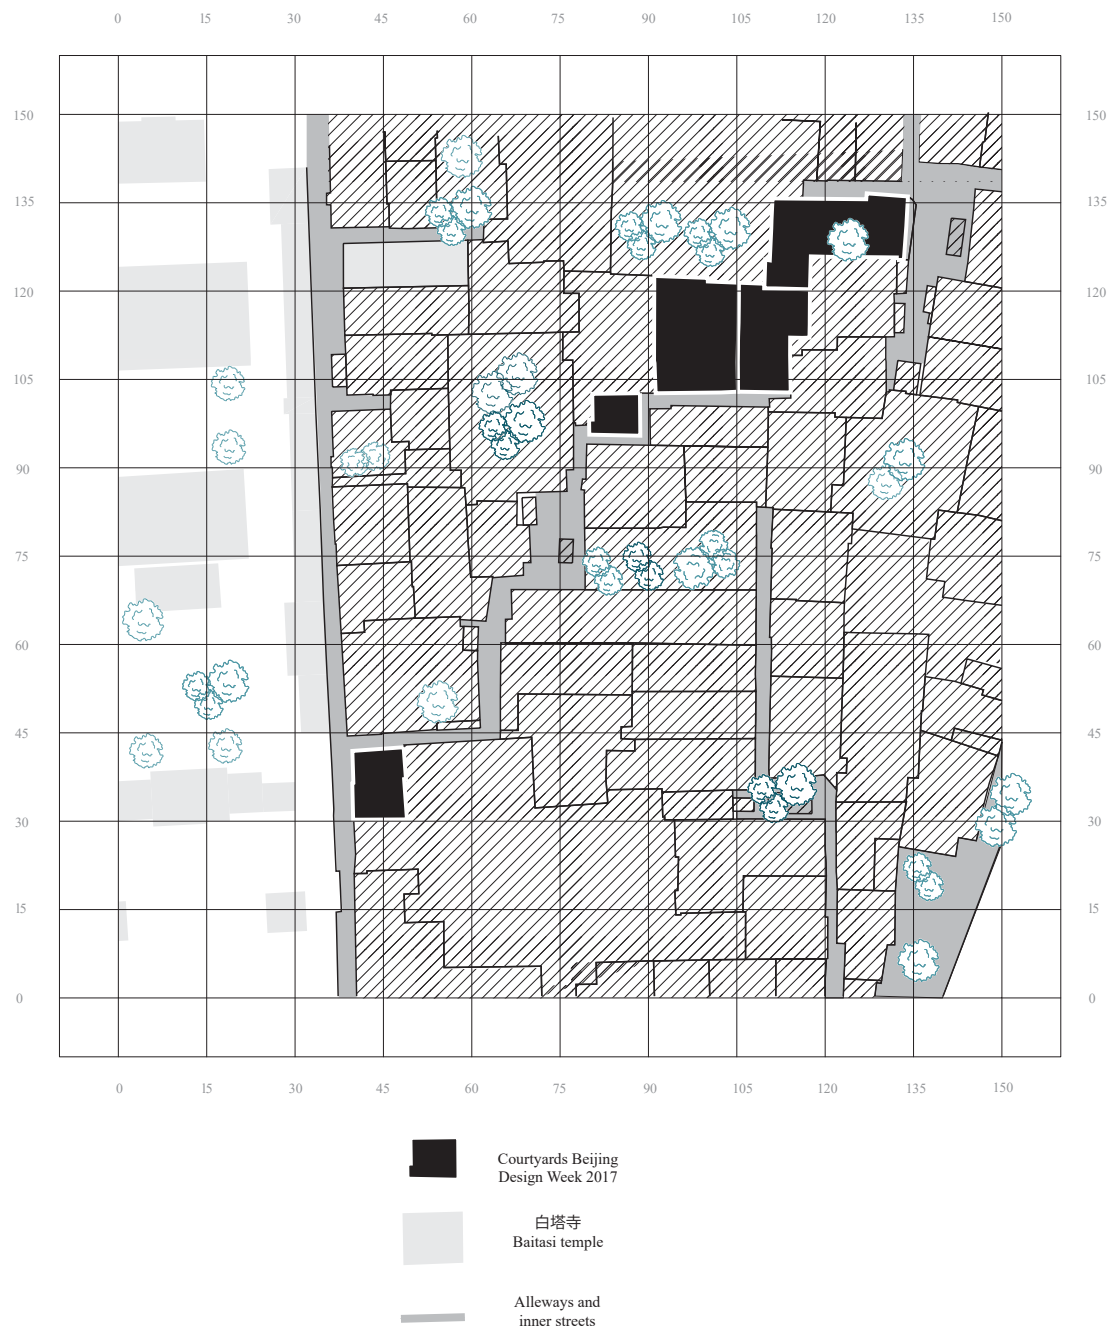 0 15 30 45 60 75 90 105 120 135 150
150 150
135 135
120 120
105 105
90 90
75 75
60 60
45 45
30 30
15 15
0 0
0 15 30 45 60 75 90 105 120 135 150
Courtyards Beijing
Design Week 2017
白塔寺
Baitasi temple
Alleways and
inner streets